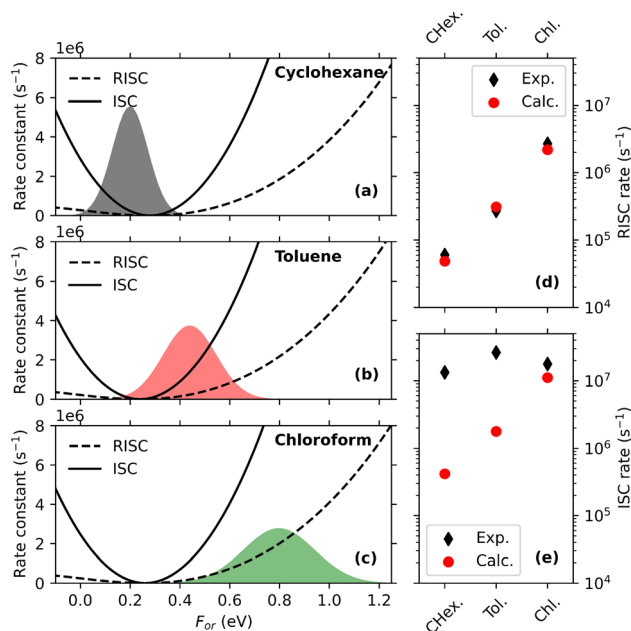 1e6
Rate constant (s⁻¹)
8
6
4
2
0
RISC
ISC
Cyclohexane
(a)
1e6
Rate constant (s⁻¹)
8
6
4
2
0
RISC
ISC
Toluene
(b)
1e6
Rate constant (s⁻¹)
8
6
4
2
0
RISC
ISC
Chloroform
(c)
0.0 0.2 0.4 0.6 0.8 1.0 1.2
F_or (eV)
CHex. Tol. Chl.
Exp.
Calc.
(d)
10⁷
10⁶
10⁵
10⁴
RISC rate (s⁻¹)
Exp.
Calc.
(e)
10⁷
10⁶
10⁵
10⁴
ISC rate (s⁻¹)
CHex. Tol. Chl.